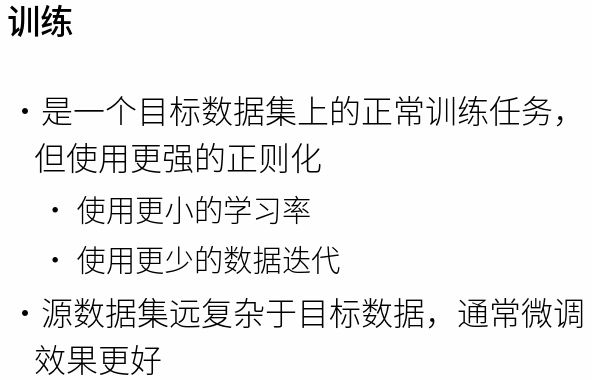 训练
• 是一个目标数据集上的正常训练任务，
但使用更强的正则化
• 使用更小的学习率
• 使用更少的数据迭代
• 源数据集远复杂于目标数据，通常微调
效果更好